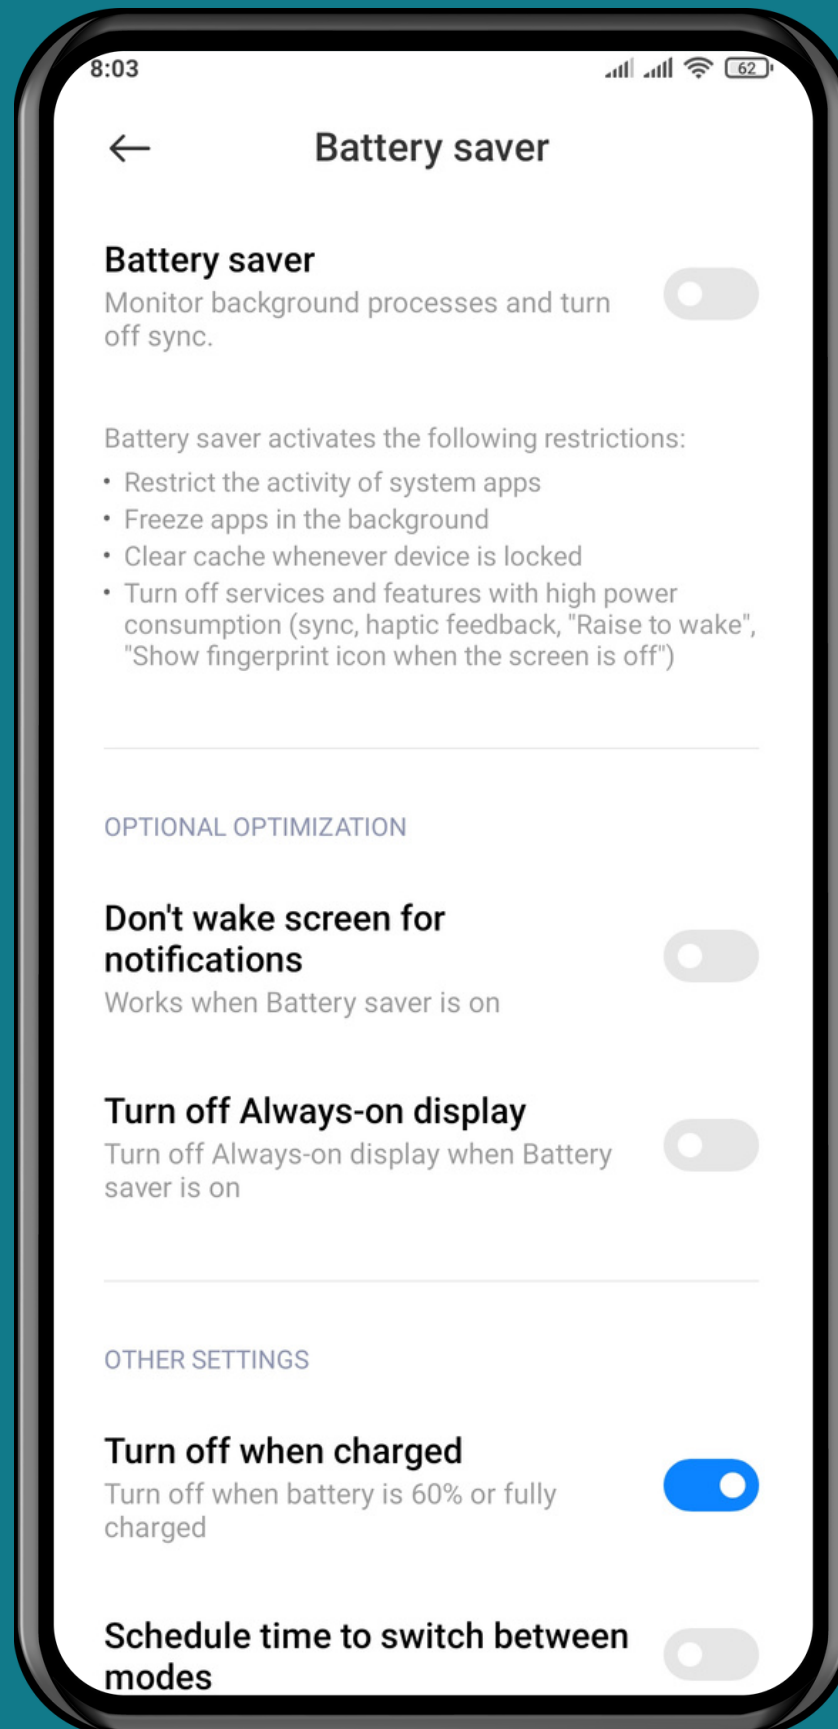 8:03
62
Battery saver
Battery saver
Monitor background processes and turn
off sync.
Battery saver activates the following restrictions:
• Restrict the activity of system apps
• Freeze apps in the background
• Clear cache whenever device is locked
• Turn off services and features with high power
consumption (sync, haptic feedback, "Raise to wake",
"Show fingerprint icon when the screen is off")
OPTIONAL OPTIMIZATION
Don't wake screen for
notifications
Works when Battery saver is on
Turn off Always-on display
Turn off Always-on display when Battery
saver is on
OTHER SETTINGS
Turn off when charged
Turn off when battery is 60% or fully
charged
Schedule time to switch between
modes